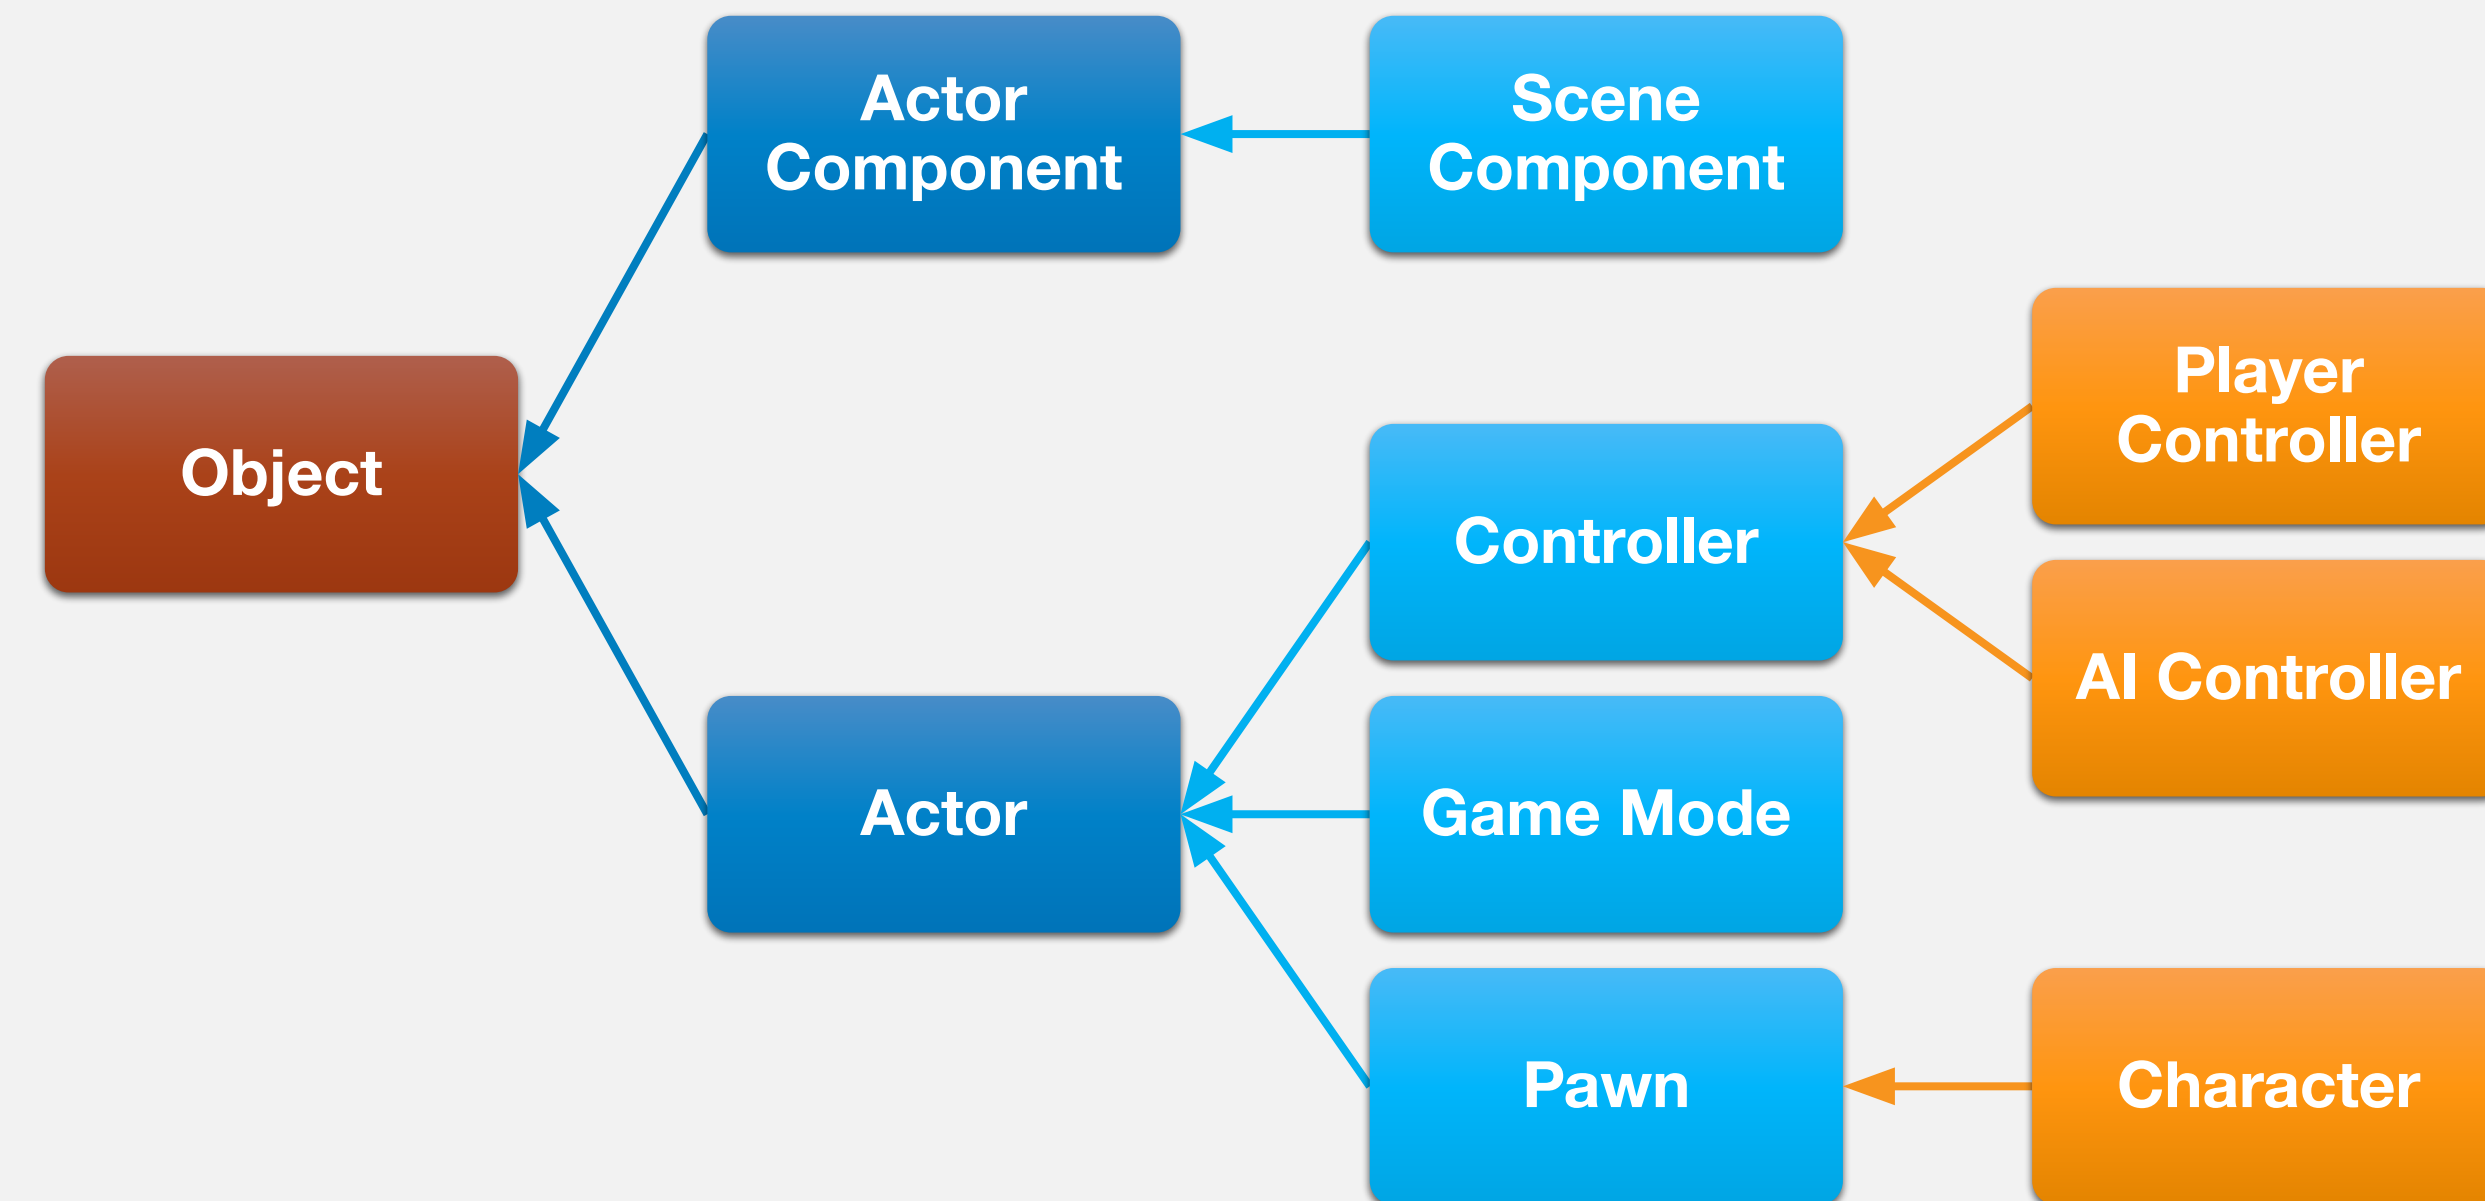 Actor
Component
Scene
Component
Object
Player
Controller
Controller
AI Controller
Actor
Game Mode
Pawn
Character